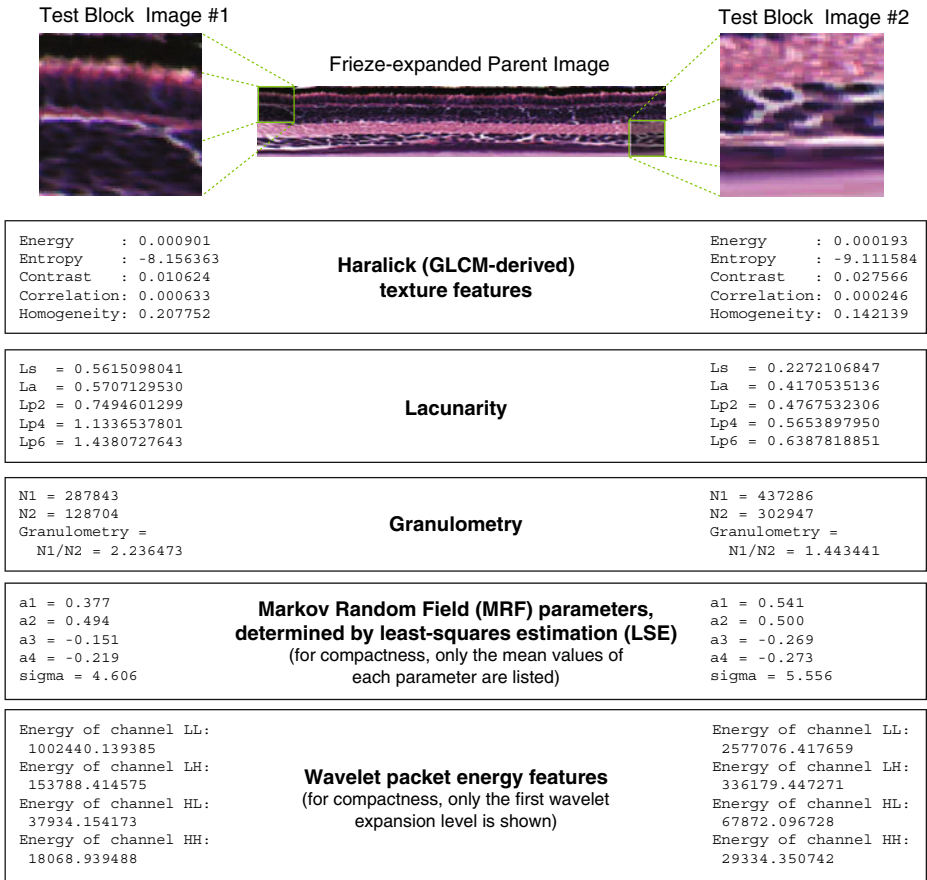 Test Block Image #1
Frieze-expanded Parent Image
Test Block Image #2
Energy : 0.000901
Entropy : -8.156363
Contrast : 0.010624
Correlation: 0.000633
Homogeneity: 0.207752
Haralick (GLCM-derived)
texture features
Energy : 0.000193
Entropy : -9.111584
Contrast : 0.027566
Correlation: 0.000246
Homogeneity: 0.142139
Ls = 0.5615098041
La = 0.5707129530
Lp2 = 0.7494601299
Lp4 = 1.1336537801
Lp6 = 1.4380727643
Lacunarity
Ls = 0.2272106847
La = 0.4170535136
Lp2 = 0.4767532306
Lp4 = 0.5653897950
Lp6 = 0.6387818851
N1 = 287843
N2 = 128704
Granulometry =
N1/N2 = 2.236473
Granulometry
N1 = 437286
N2 = 302947
Granulometry =
N1/N2 = 1.443441
a1 = 0.377
a2 = 0.494
a3 = -0.151
a4 = -0.219
sigma = 4.606
Markov Random Field (MRF) parameters,
determined by least-squares estimation (LSE)
(for compactness, only the mean values of
each parameter are listed)
a1 = 0.541
a2 = 0.500
a3 = -0.269
a4 = -0.273
sigma = 5.556
Energy of channel LL:
1002440.139385
Energy of channel LH:
153788.414575
Energy of channel HL:
37934.154173
Energy of channel HH:
18068.939488
Wavelet packet energy features
(for compactness, only the first wavelet
expansion level is shown)
Energy of channel LL:
2577076.417659
Energy of channel LH:
336179.447271
Energy of channel HL:
67872.096728
Energy of channel HH:
29334.350742